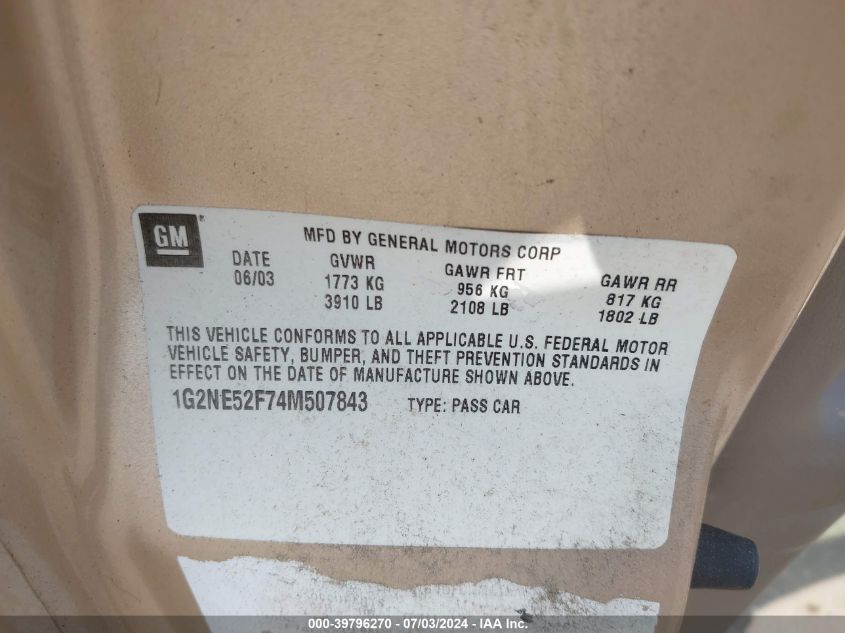 GM ®
MFD BY GENERAL MOTORS CORP
DATE GVWR GAWR FRT GAWR RR
06/03 1773 KG 956 KG 817 KG
3910 LB 2108 LB 1802 LB
THIS VEHICLE CONFORMS TO ALL APPLICABLE U.S. FEDERAL MOTOR
VEHICLE SAFETY, BUMPER, AND THEFT PREVENTION STANDARDS IN
EFFECT ON THE DATE OF MANUFACTURE SHOWN ABOVE.
1G2NE52F74M507843 TYPE: PASS CAR
000-39796270 - 07/03/2024 - IAA Inc.